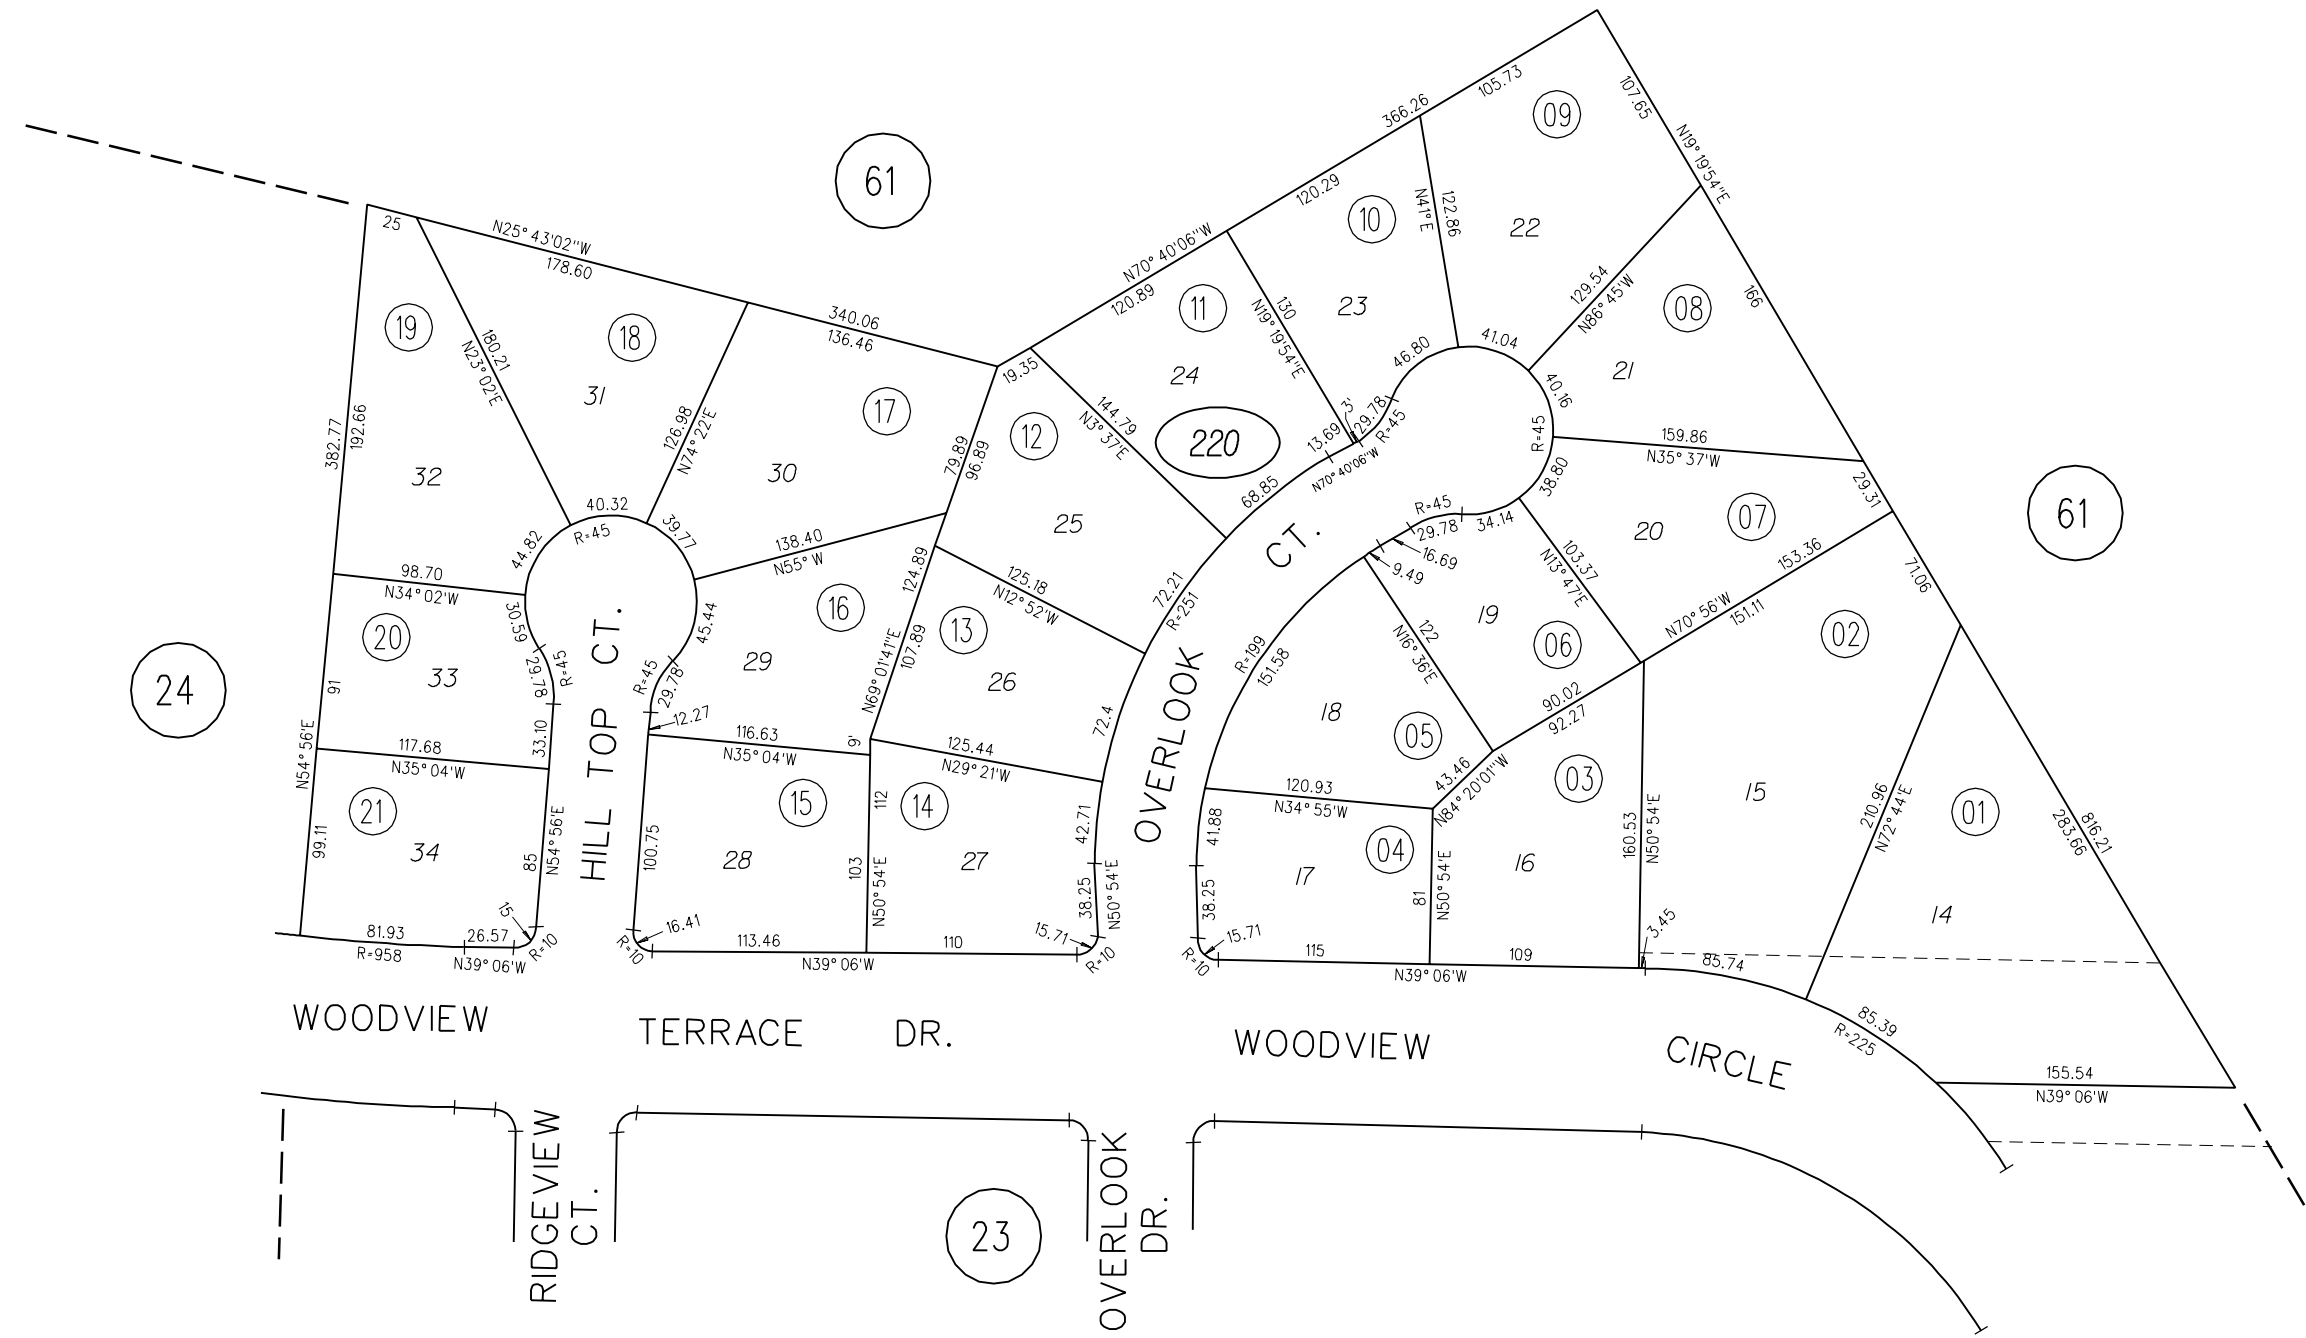 61
61
24
23
220
25
N25° 43'02"W
178.60
340.06
136.46
19
180.21
N23° 02'E
18
31
126.98
N74° 22'E
17
30
382.77
192.66
32
44.82
40.32
R=45
39.77
98.70
N34° 02'W
20
33
91
30.59
29.78
R=45
33.10
117.68
N35° 04'W
N54° 56'E
21
34
99.11
85
N54° 56'E
15
R=10
81.93
R=958
26.57
N39° 06'W
HILL TOP CT.
138.40
N55° W
79.89
96.89
124.89
16
29
45.44
R=45
29.78
12.27
116.63
N35° 04'W
9'
N69° 01'41"E
107.89
15
28
100.75
16.41
R=10
113.46
N39° 06'W
110
112
103
N50° 54'E
14
27
125.44
N29° 21'W
42.71
38.25
N50° 54'E
15.71
R=10
13
26
72.4
125.18
N12° 52'W
12
25
72.21
R=251
19.35
144.79
N3° 37'E
68.85
11
24
120.89
N70° 40'06"W
366.26
130
N19° 19'54"E
3'
13.69
29.78
R=45
N70° 40'06"W
10
23
120.29
N41° E
122.86
46.80
09
22
105.73
107.65
N19° 19'54"E
41.04
129.54
N86° 45'W
08
21
166
40.16
R=45
159.86
N35° 37'W
29.31
38.80
07
20
34.14
R=45
29.78
16.69
9.49
103.37
N13° 47'E
153.36
N70° 56'W
151.11
71.06
06
19
122
N16° 36'E
90.02
92.27
R=199
151.58
18
05
43.46
N84° 20'01"W
120.93
N34° 55'W
41.88
38.25
04
17
81
N50° 54'E
15.71
R=10
115
N39° 06'W
109
03
16
160.53
N50° 54'E
3.45
02
15
85.74
210.96
N72° 44'E
01
14
816.21
283.66
85.39
R=225
155.54
N39° 06'W
OVERLOOK CT.
WOODVIEW TERRACE DR.
WOODVIEW CIRCLE
RIDGEVIEW
CT.
OVERLOOK
DR.